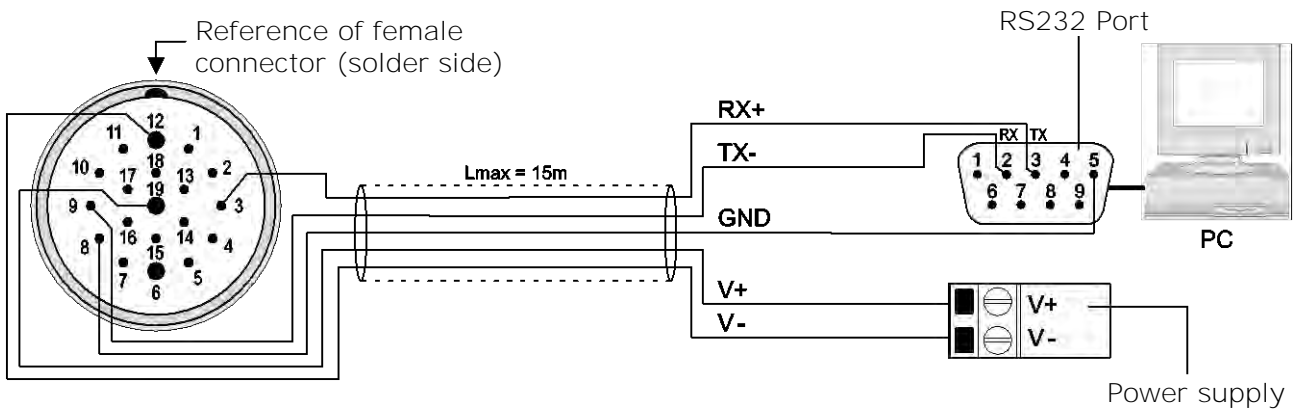 Reference of female
connector (solder side)
RS232 Port
12
11
1
10
18
2
17
13
19
9
3
16
14
8
4
15
7
5
6
Lmax = 15m
RX+
TX-
GND
V+
V-
RX TX
1 2 3 4 5
6 7 8 9
PC
V+
V-
Power supply